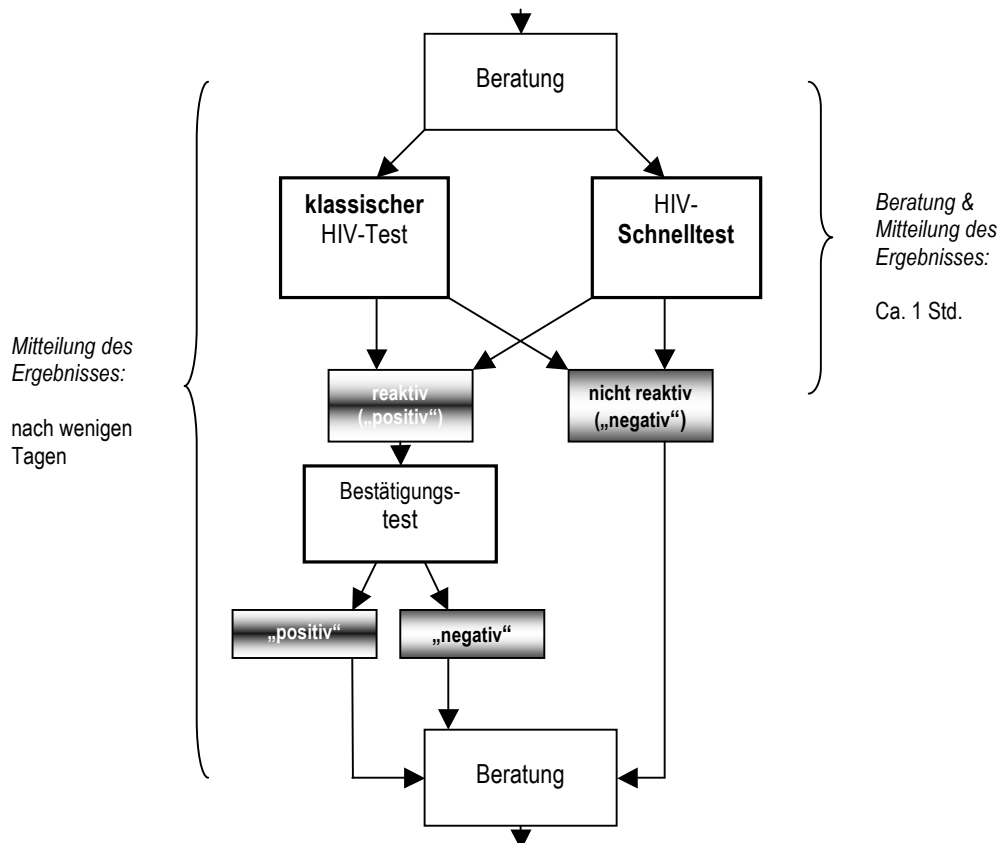 Beratung
klassischer
HIV-Test
HIV-
Schnelltest
Beratung &
Mitteilung des
Ergebnisses:
Ca. 1 Std.
Mitteilung des
Ergebnisses:
nach wenigen
Tagen
reaktiv
(„positiv“)
nicht reaktiv
(„negativ“)
Bestätigungs-
test
„positiv“
„negativ“
Beratung